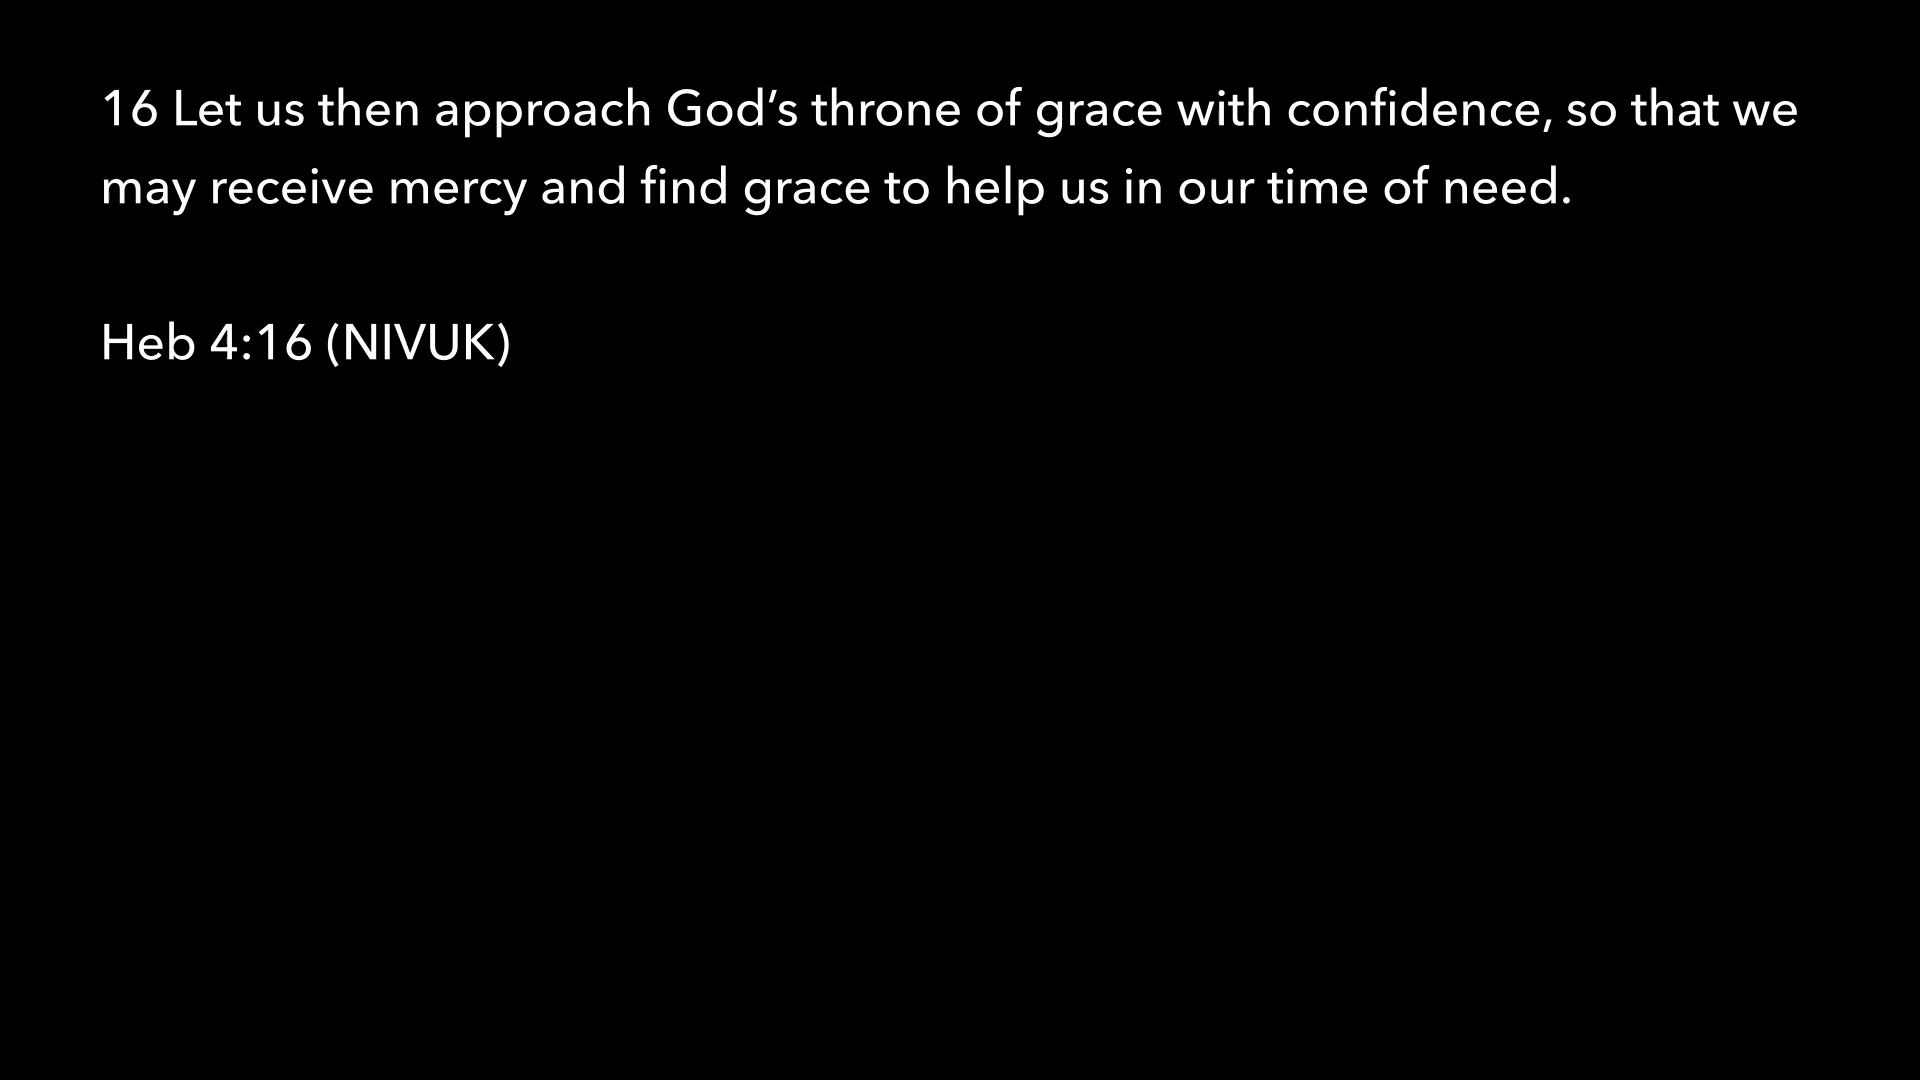 16 Let us then approach God’s throne of grace with confidence, so that we
may receive mercy and find grace to help us in our time of need.
Heb 4:16 (NIVUK)